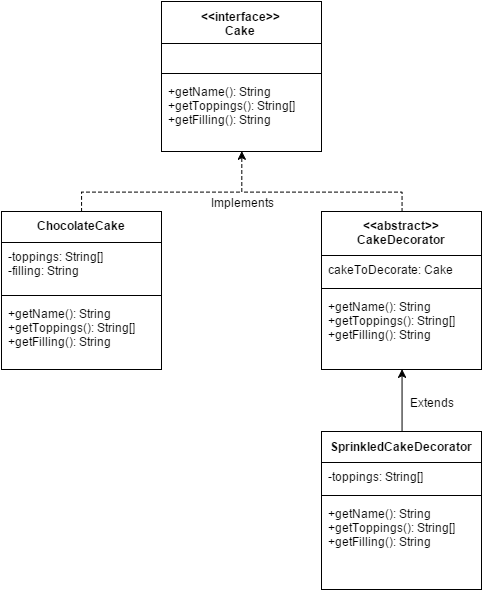 <<interface>>
Cake
+getName(): String
+getToppings(): String[]
+getFilling(): String
Implements
ChocolateCake
-toppings: String[]
-filling: String
+getName(): String
+getToppings(): String[]
+getFilling(): String
<<abstract>>
CakeDecorator
cakeToDecorate: Cake
+getName(): String
+getToppings(): String[]
+getFilling(): String
Extends
SprinkledCakeDecorator
-toppings: String[]
+getName(): String
+getToppings(): String[]
+getFilling(): String